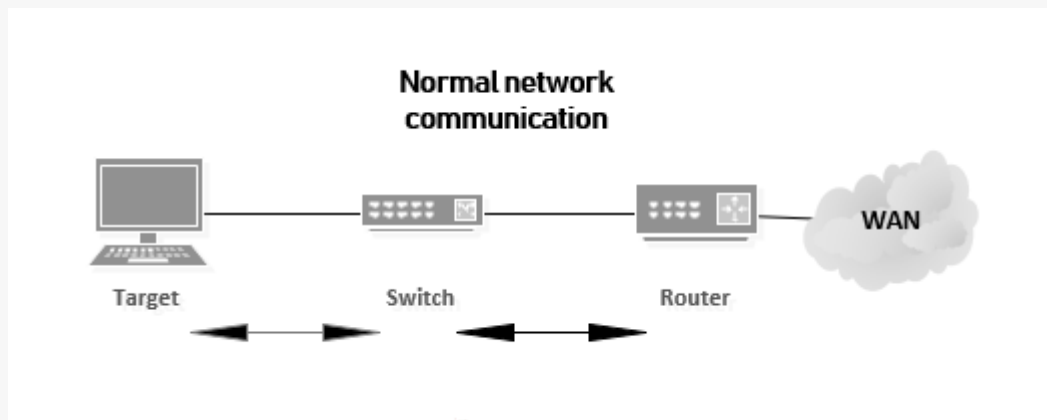 Normal network
communication
WAN
Target
Switch
Router